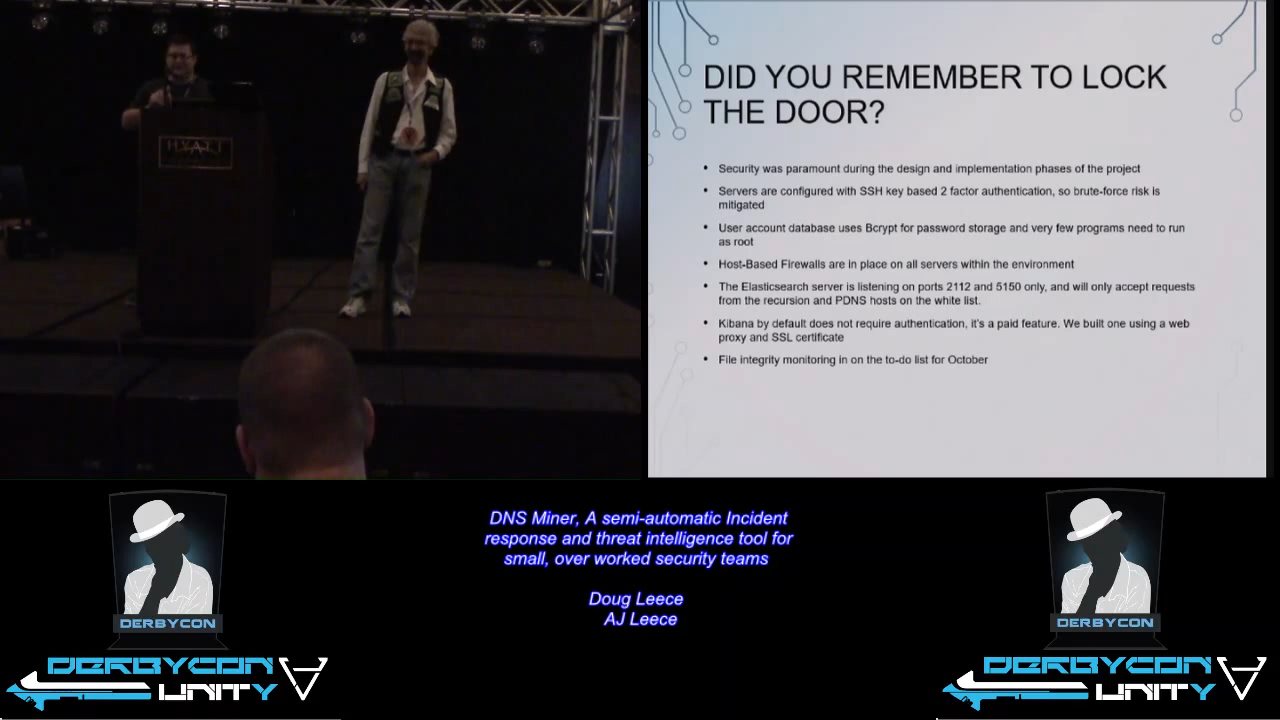 HYATT
DID YOU REMEMBER TO LOCK
THE DOOR?
• Security was paramount during the design and implementation phases of the project
• Servers are configured with SSH key based 2 factor authentication, so brute-force risk is
mitigated
• User account database uses Bcrypt for password storage and very few programs need to run
as root
• Host-Based Firewalls are in place on all servers within the environment
• The Elasticsearch server is listening on ports 2112 and 5150 only, and will only accept requests
from the recursion and PDNS hosts on the white list.
• Kibana by default does not require authentication, it's a paid feature. We built one using a web
proxy and SSL certificate
• File integrity monitoring in on the to-do list for October
DNS Miner, A semi-automatic Incident
response and threat intelligence tool for
small, over worked security teams
Doug Leece
AJ Leece
DERBYCON
DERBYCON
UNITY
DERBYCON
DERBYCON
UNITY